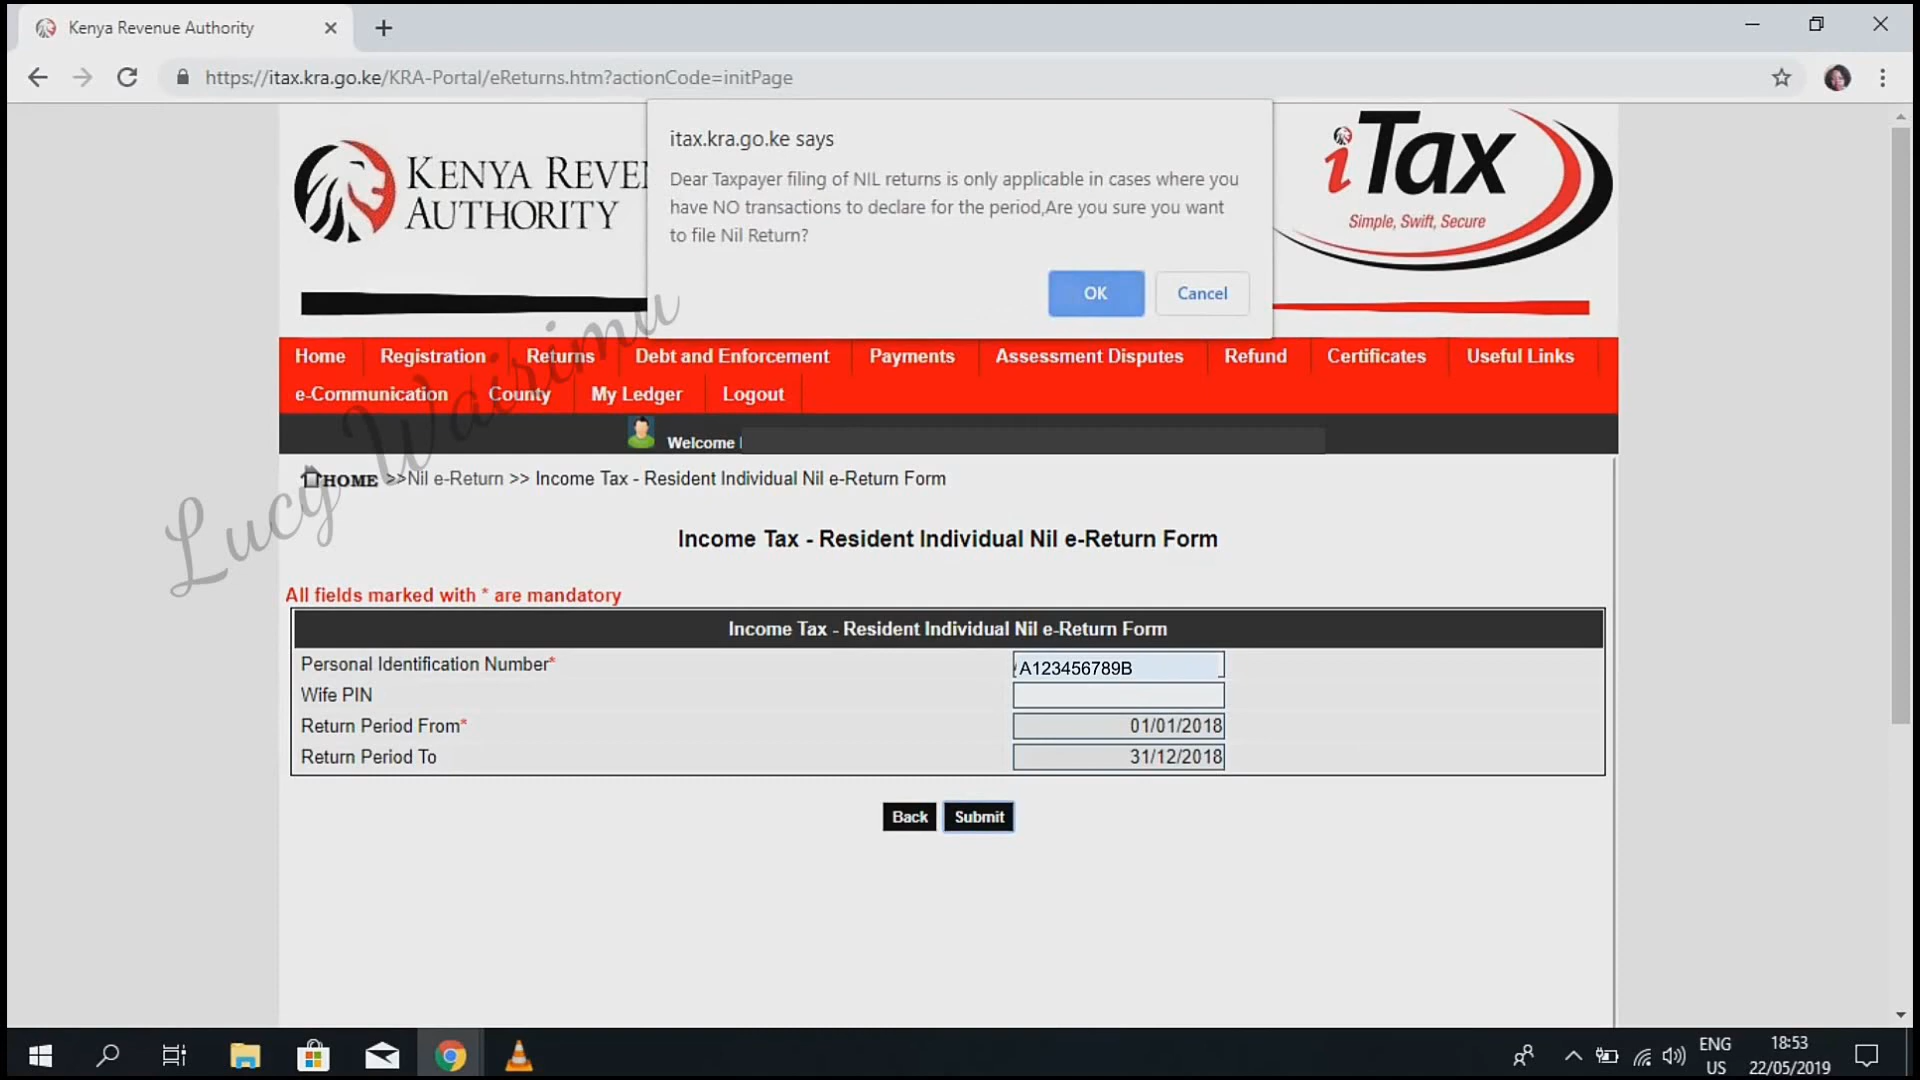 Kenya Revenue Authority
https://itax.kra.go.ke/KRA-Portal/eReturns.htm?actionCode=initPage
itax.kra.go.ke says
Dear Taxpayer filing of NIL returns is only applicable in cases where you
have NO transactions to declare for the period,Are you sure you want
to file Nil Return?
OK Cancel
KENYA REVE
AUTHORITY
iTax
Simple, Swift, Secure
Home Registration Returns Debt and Enforcement Payments Assessment Disputes Refund Certificates Useful Links
e-Communication County My Ledger Logout
Welcome
Lucy Wairimu
HOME >>Nil e-Return >> Income Tax - Resident Individual Nil e-Return Form
Income Tax - Resident Individual Nil e-Return Form
All fields marked with * are mandatory
Income Tax - Resident Individual Nil e-Return Form
Personal Identification Number* A123456789B
Wife PIN
Return Period From* 01/01/2018
Return Period To 31/12/2018
Back Submit
ENG 18:53
US 22/05/2019